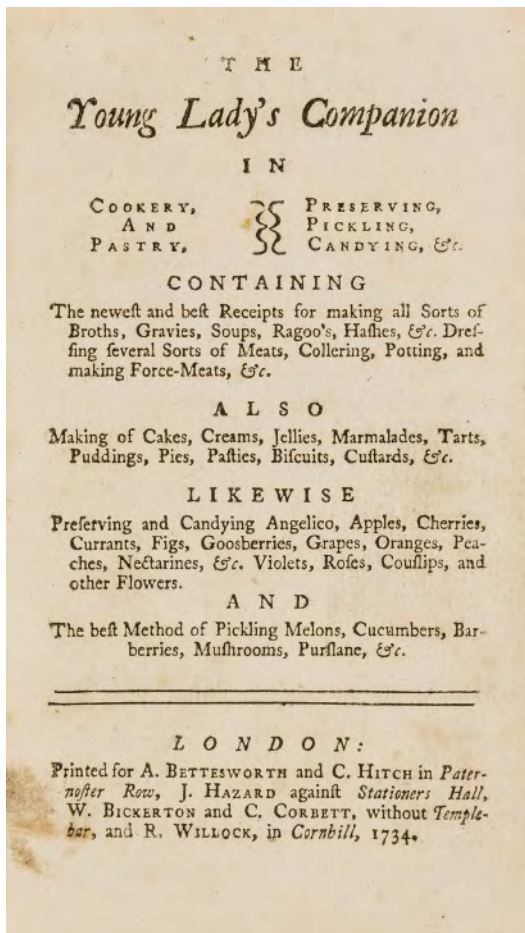 THE
Young Lady's Companion
IN
COOKERY, PRESERVING,
AND PICKLING,
PASTRY, CANDYING, &c.
CONTAINING
The neweſt and beſt Receipts for making all Sorts of
Broths, Gravies, Soups, Ragoo's, Haſhes, &c. Dreſ-
ſing ſeveral Sorts of Meats, Collering, Potting, and
making Force-Meats, &c.
ALSO
Making of Cakes, Creams, Jellies, Marmalades, Tarts,
Puddings, Pies, Paſties, Biſcuits, Cuſtards, &c.
LIKEWISE
Preſerving and Candying Angelico, Apples, Cherries,
Currants, Figs, Gooſberries, Grapes, Oranges, Pea-
ches, Nectarines, &c. Violets, Roſes, Couſlips, and
other Flowers.
AND
The beſt Method of Pickling Melons, Cucumbers, Bar-
berries, Muſhrooms, Purſlane, &c.
LONDON:
Printed for A. BETTESWORTH and C. HITCH in Pater-
noſter Row, J. HAZARD againſt Stationers Hall,
W. BICKERTON and C. CORBETT, without Temple-
bar, and R. WILLOCK, in Cornhill, 1734.